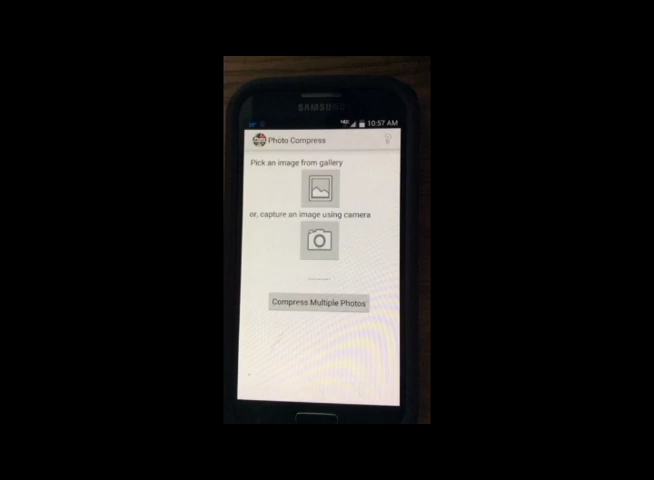 SAMSUNG
10:57 AM
Photo Compress
Pick an image from gallery
or, capture an image using camera
Compress Multiple Photos